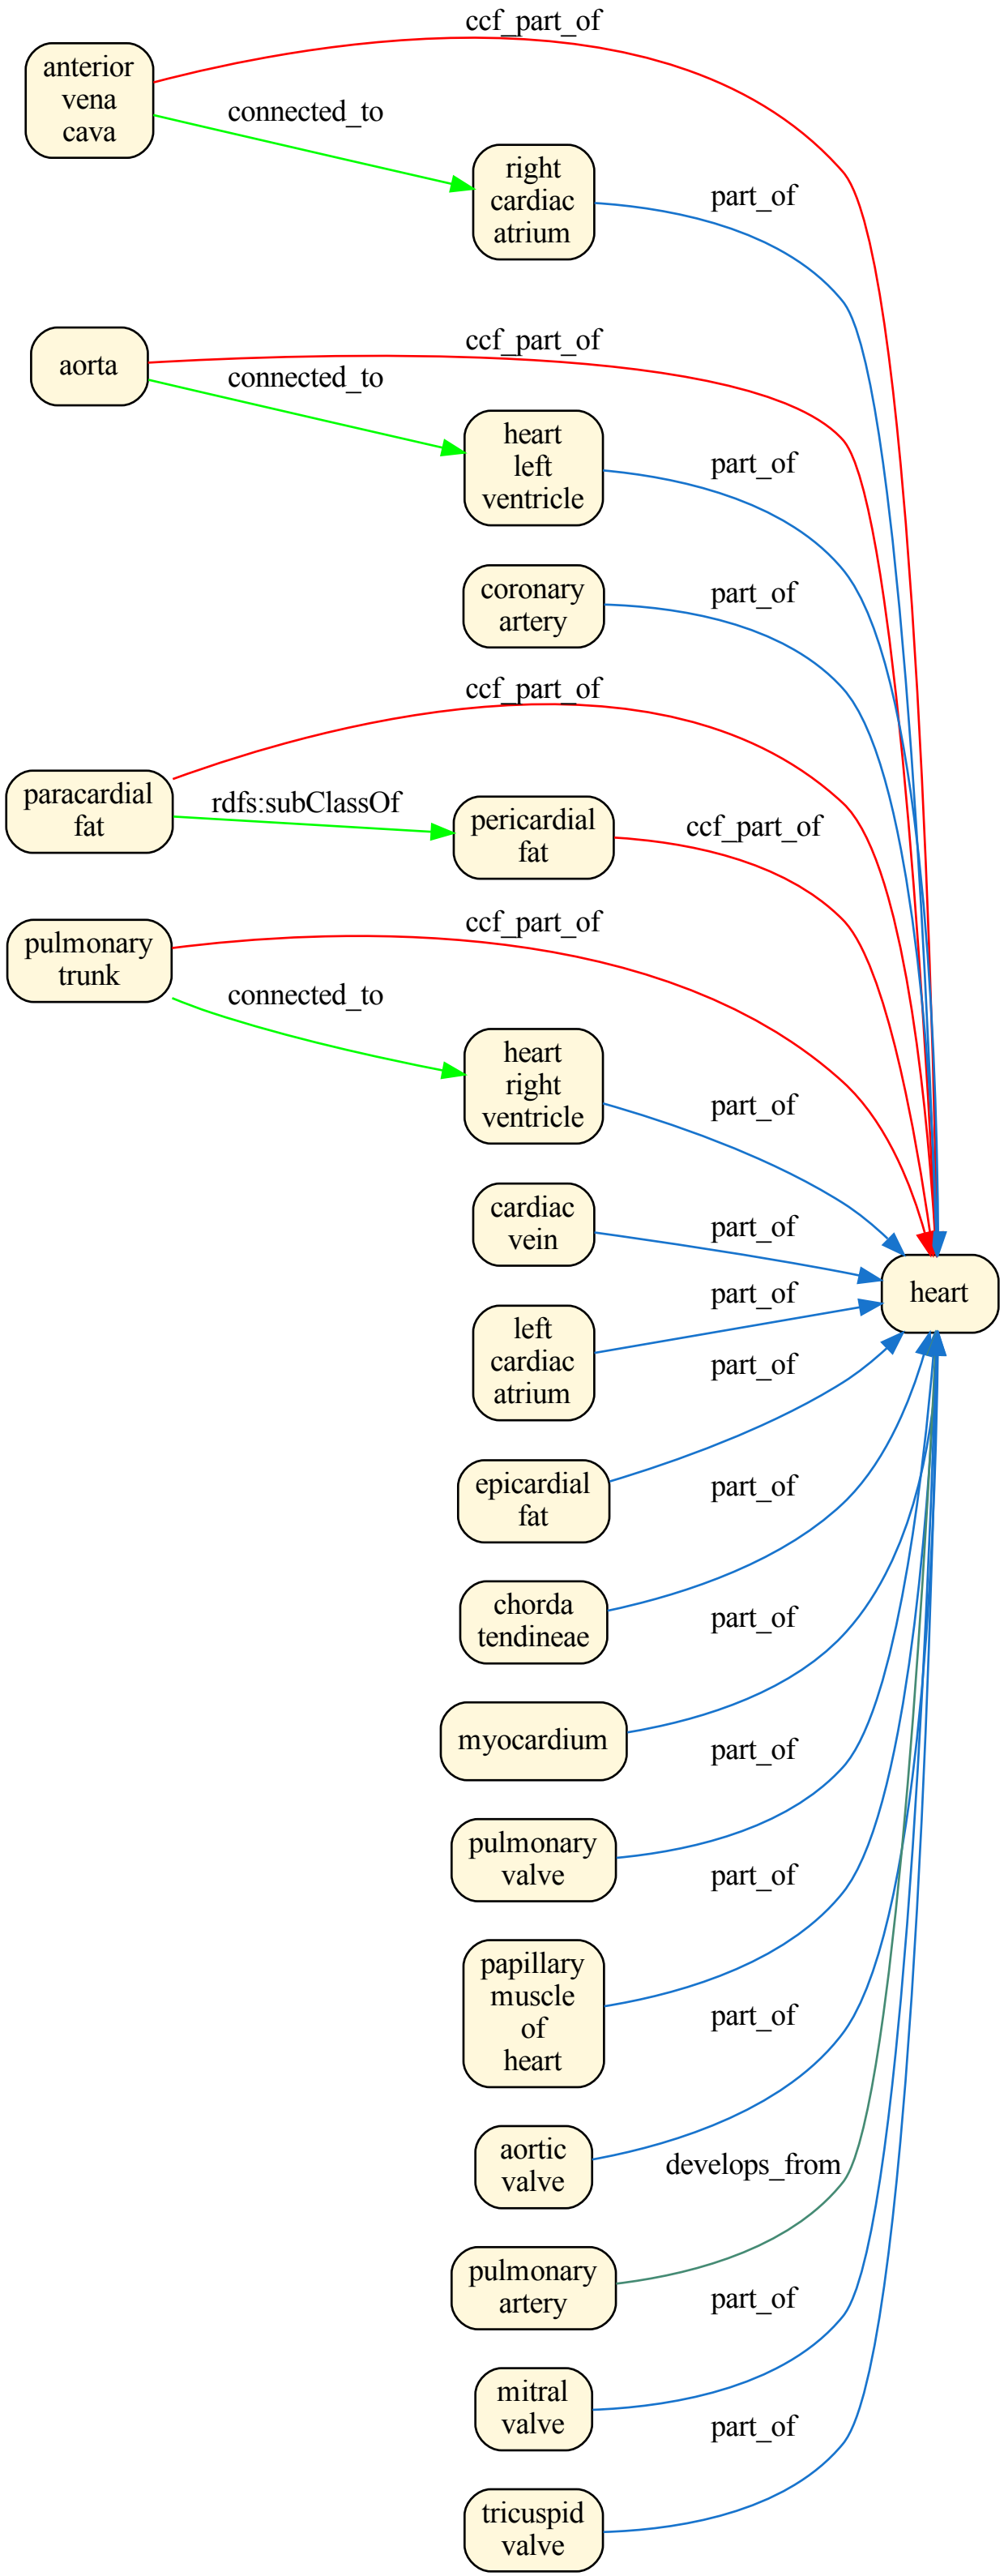 ccf_part_of
anterior
vena
cava
connected_to
right
cardiac
atrium
part_of
ccf_part_of
aorta
connected_to
heart
left
ventricle
part_of
coronary
artery
part_of
ccf_part_of
paracardial
fat
rdfs:subClassOf
pericardial
fat
ccf_part_of
ccf_part_of
pulmonary
trunk
connected_to
heart
right
ventricle
part_of
cardiac
vein
part_of
heart
part_of
left
cardiac
atrium
part_of
epicardial
fat
part_of
chorda
tendineae
part_of
myocardium
part_of
pulmonary
valve
part_of
papillary
muscle
of
heart
part_of
aortic
valve
develops_from
pulmonary
artery
part_of
mitral
valve
part_of
tricuspid
valve